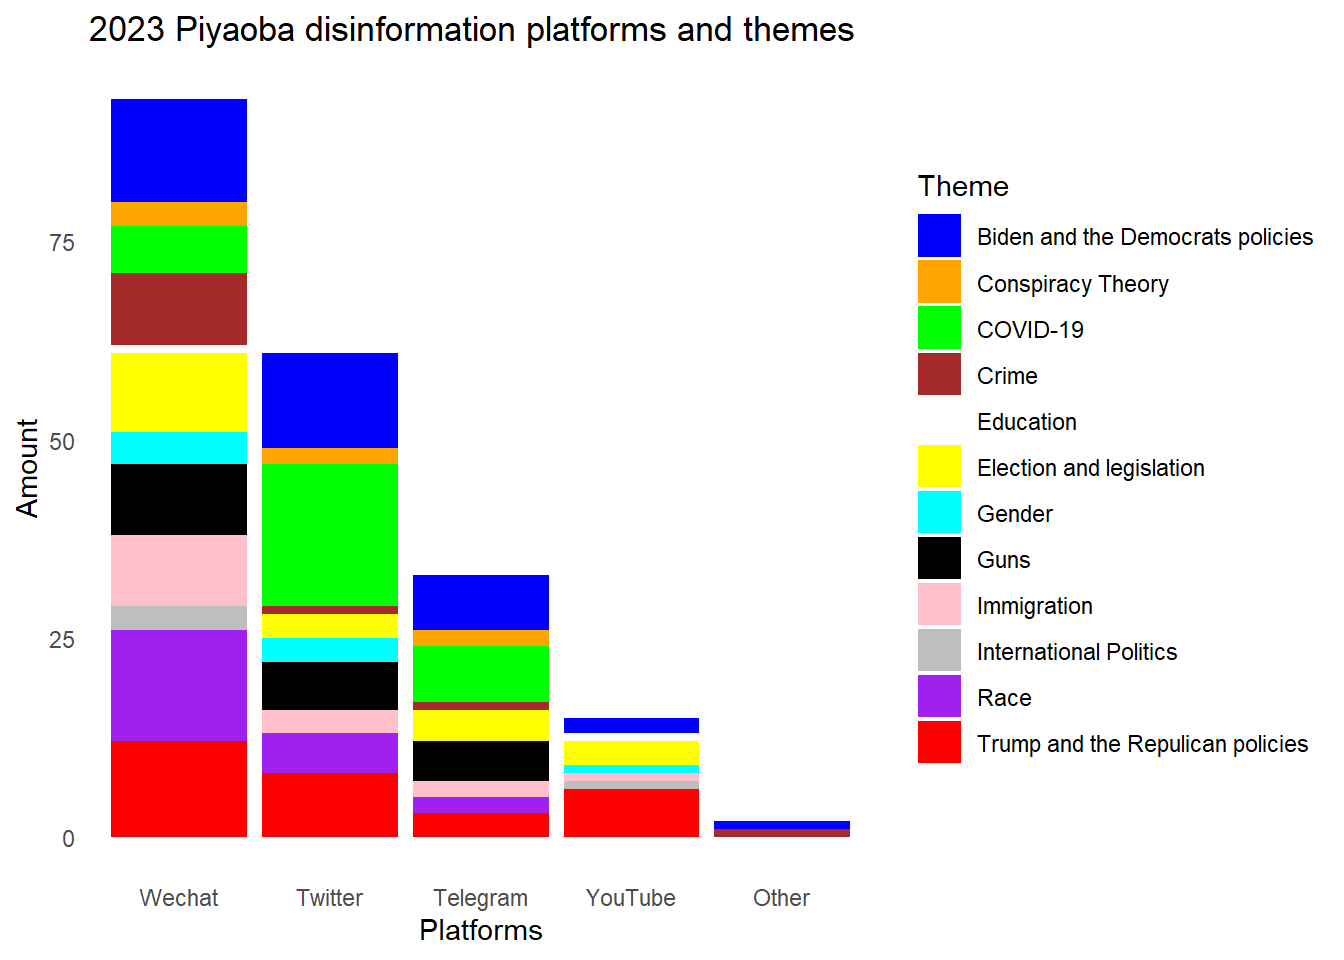 2023 Piyaoba disinformation platforms and themes
Amount
75
50
25
0
Wechat
Twitter
Telegram
YouTube
Other
Platforms
Theme
Biden and the Democrats policies
Conspiracy Theory
COVID-19
Crime
Education
Election and legislation
Gender
Guns
Immigration
International Politics
Race
Trump and the Repulican policies